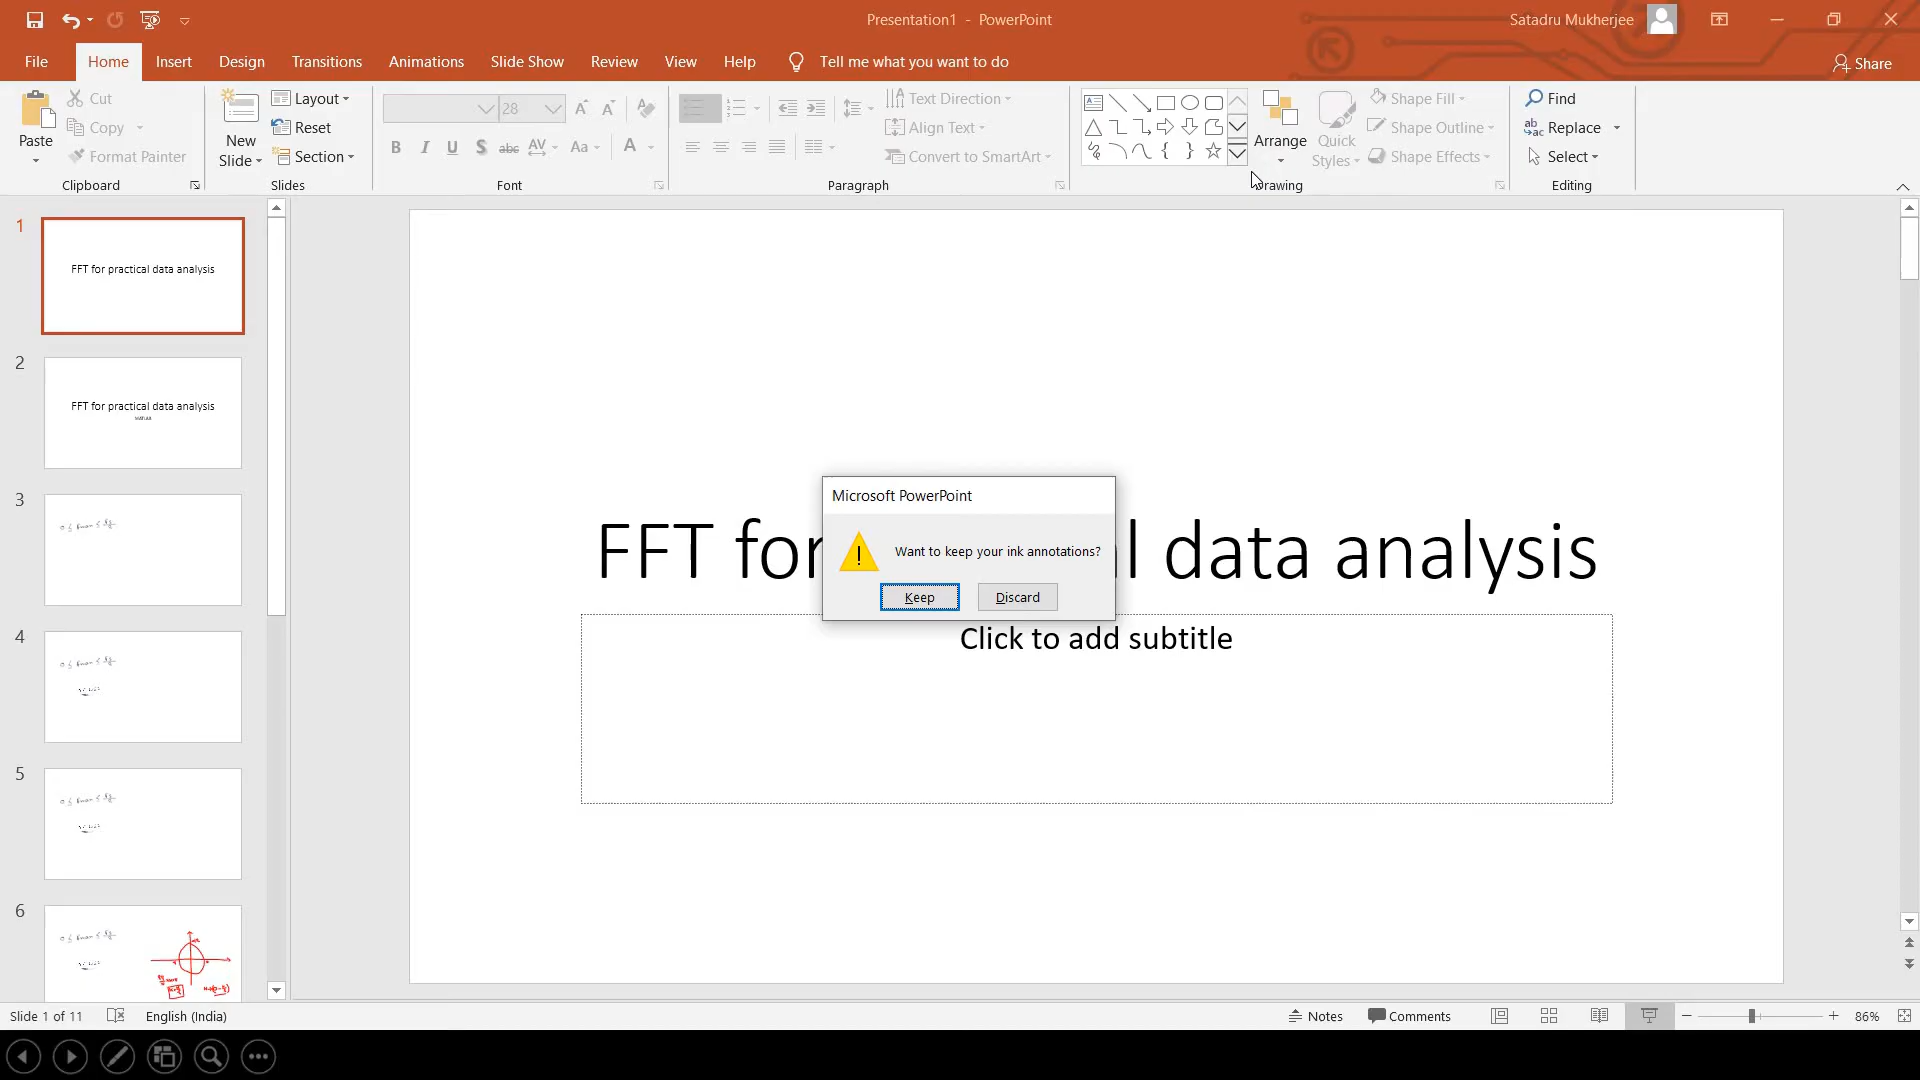 Presentation1 - PowerPoint
Satadru Mukherjee
File
Home
Insert
Design
Transitions
Animations
Slide Show
Review
View
Help
Tell me what you want to do
Share
Paste
Cut
Copy
Format Painter
Clipboard
New
Slide
Layout
Reset
Section
Slides
28
B I U S abc AV Aa A
Font
Text Direction
Align Text
Convert to SmartArt
Paragraph
Arrange
Quick
Styles
Shape Fill
Shape Outline
Shape Effects
Drawing
Find
Replace
Select
Editing
1
FFT for practical data analysis
2
FFT for practical data analysis
3
4
5
6
FFT for
l data analysis
Click to add subtitle
Microsoft PowerPoint
Want to keep your ink annotations?
Keep
Discard
Slide 1 of 11
English (India)
Notes
Comments
86%